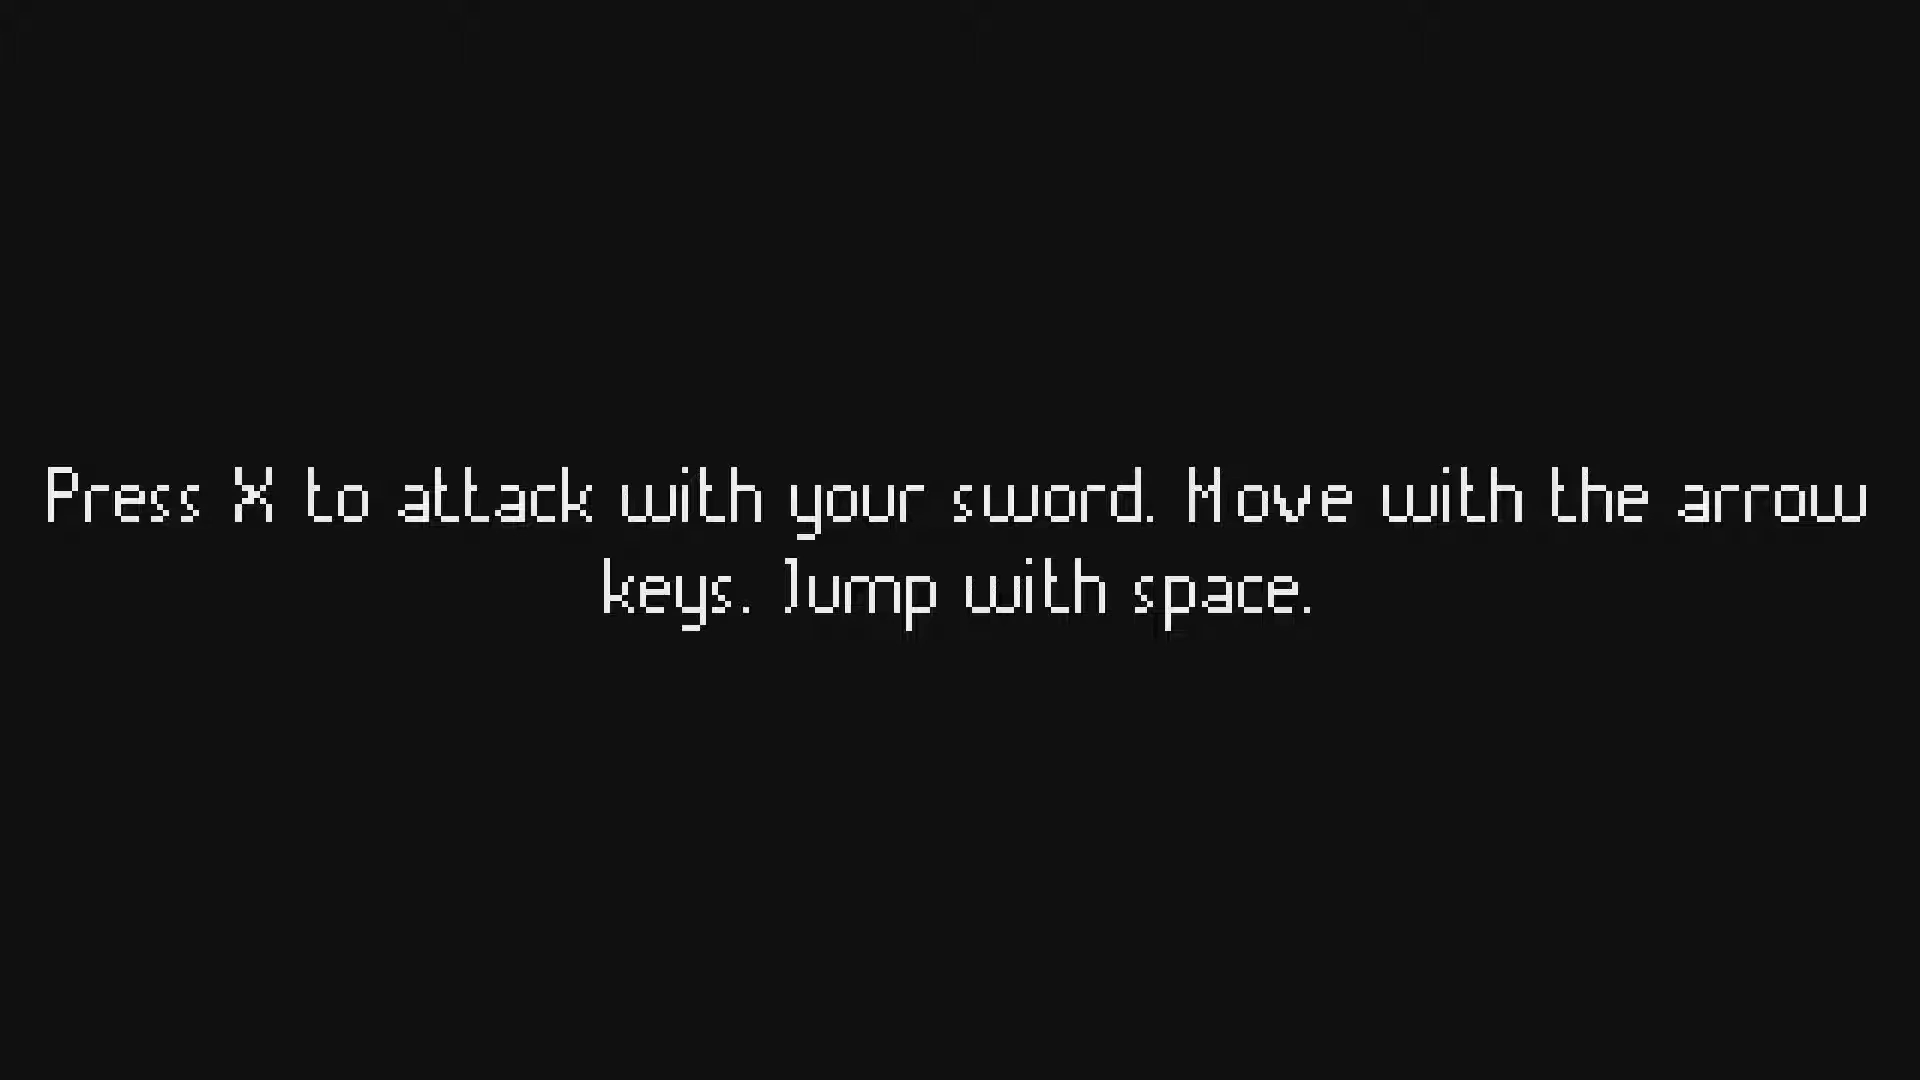 Press X to attack with your sword. Move with the arrow
keys. Jump with space.